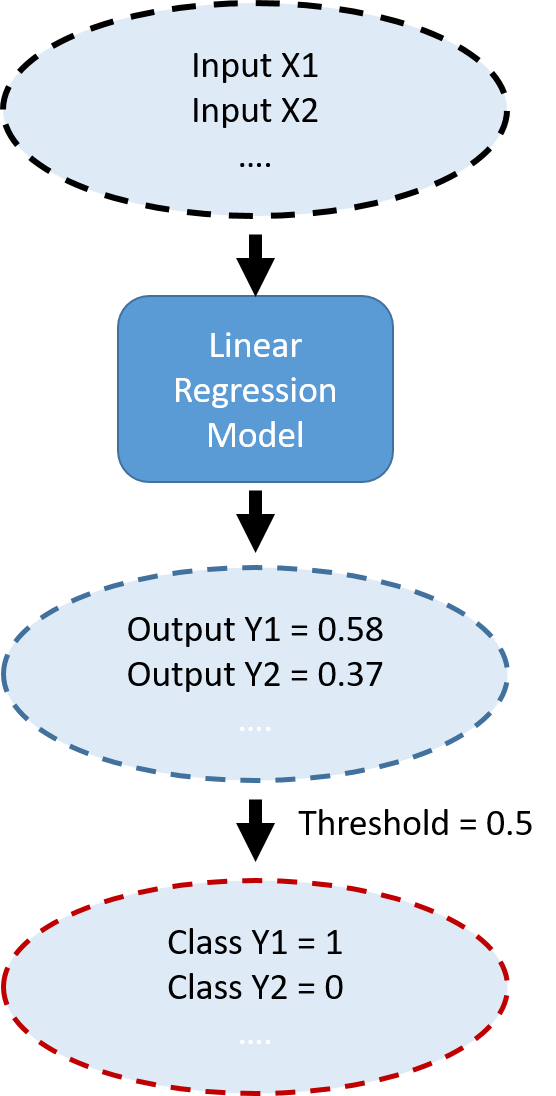 Input X1
Input X2
....
Linear
Regression
Model
Output Y1 = 0.58
Output Y2 = 0.37
....
Threshold = 0.5
Class Y1 = 1
Class Y2 = 0
....